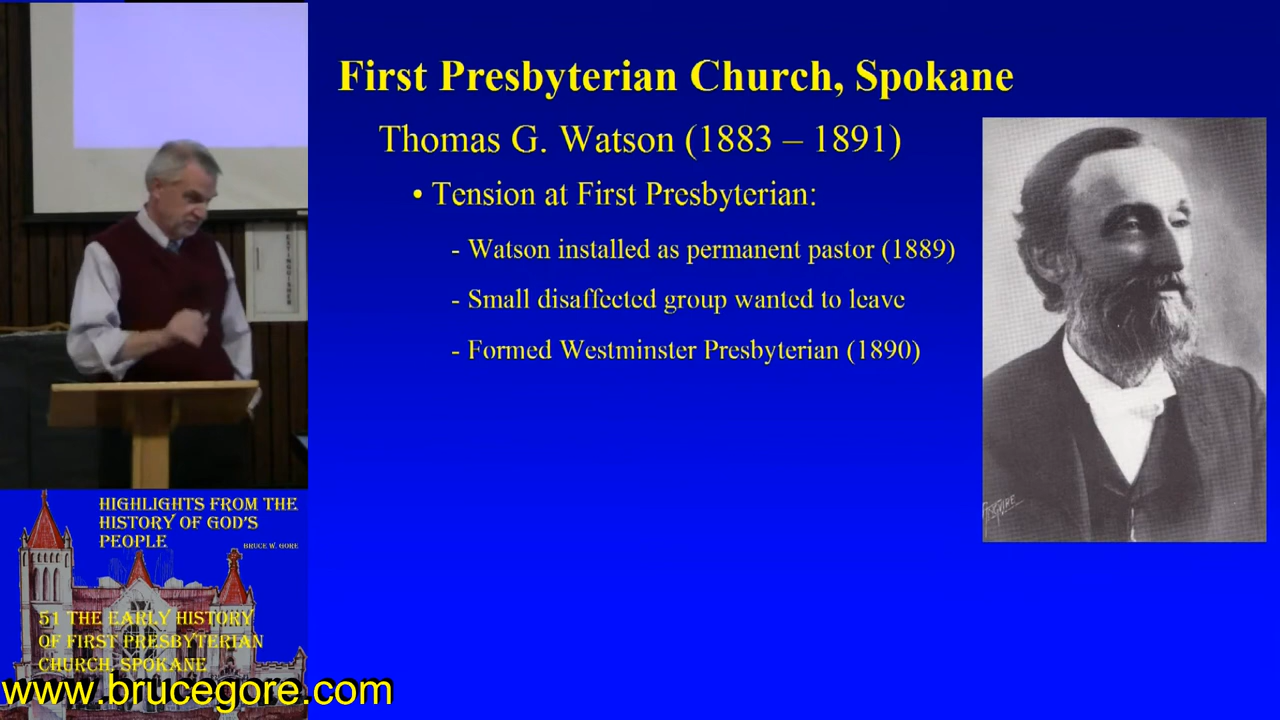 First Presbyterian Church, Spokane
Thomas G. Watson (1883 – 1891)
• Tension at First Presbyterian:
- Watson installed as permanent pastor (1889)
- Small disaffected group wanted to leave
- Formed Westminster Presbyterian (1890)
EXTINGUISHER
HIGHLIGHTS FROM THE
HISTORY OF GOD'S
PEOPLE
BRUCE W. GORE
51 THE EARLY HISTORY
OF FIRST PRESBYTERIAN
CHURCH, SPOKANE
www.brucegore.com